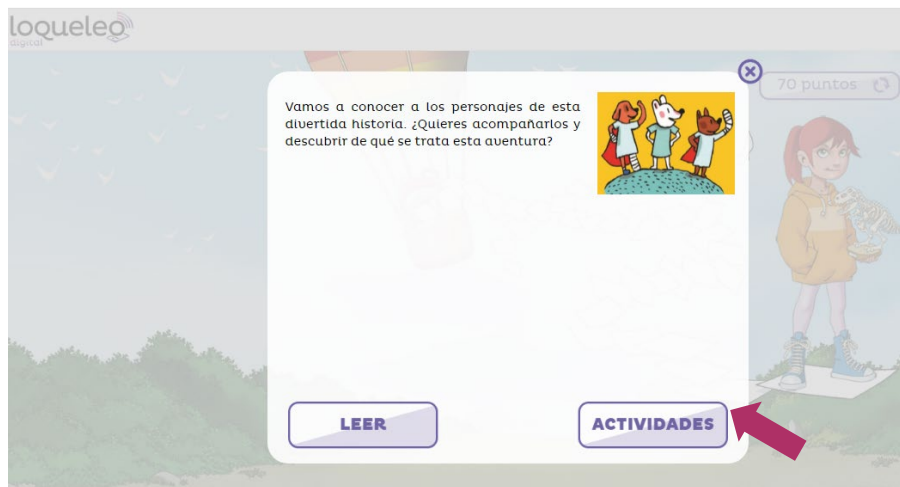 loqueleo
digital
70 puntos
Vamos a conocer a los personajes de esta
divertida historia. ¿Quieres acompañarlos y
descubrir de qué se trata esta aventura?
LEER
ACTIVIDADES